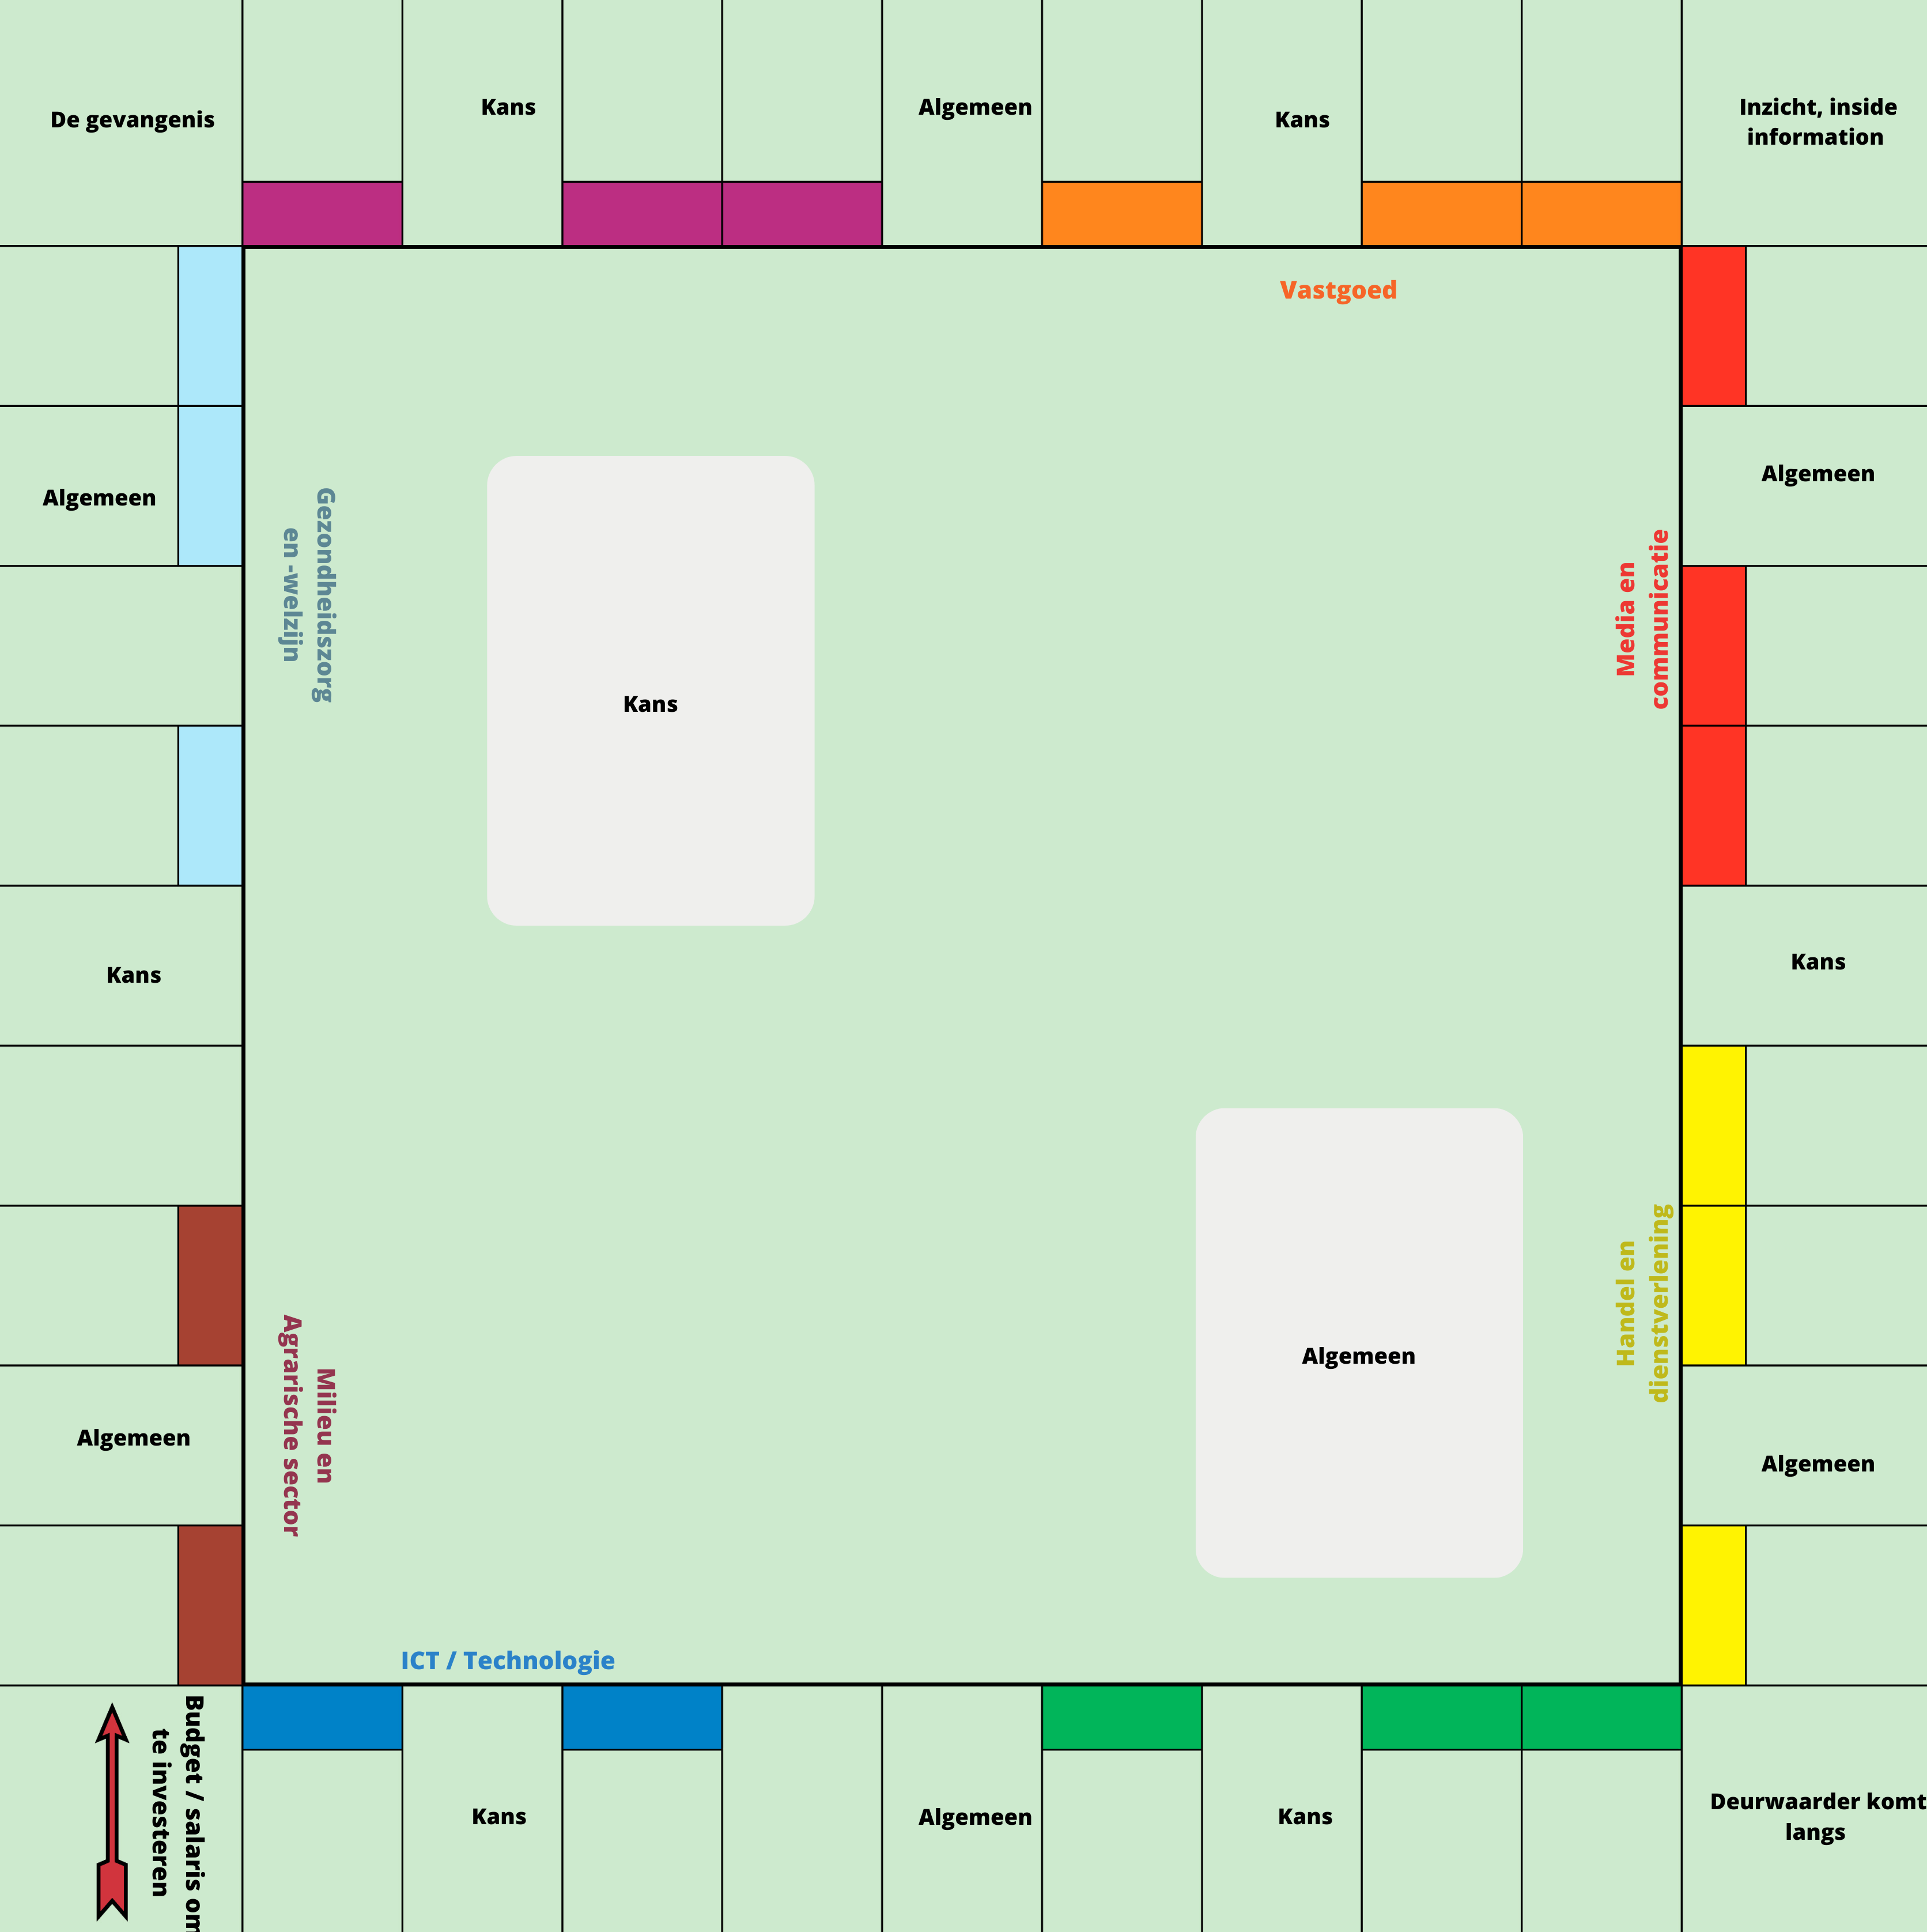 De gevangenis
Kans
Algemeen
Kans
Inzicht, inside
information
Vastgoed
Algemeen
Gezondheidszorg
en -welzijn
Kans
Media en
communicatie
Algemeen
Kans
Kans
Algemeen
Milieu en
Agrarische sector
Algemeen
Handel en
dienstverlening
Algemeen
ICT / Technologie
Budget / salaris om
te investeren
Kans
Algemeen
Kans
Deurwaarder komt
langs